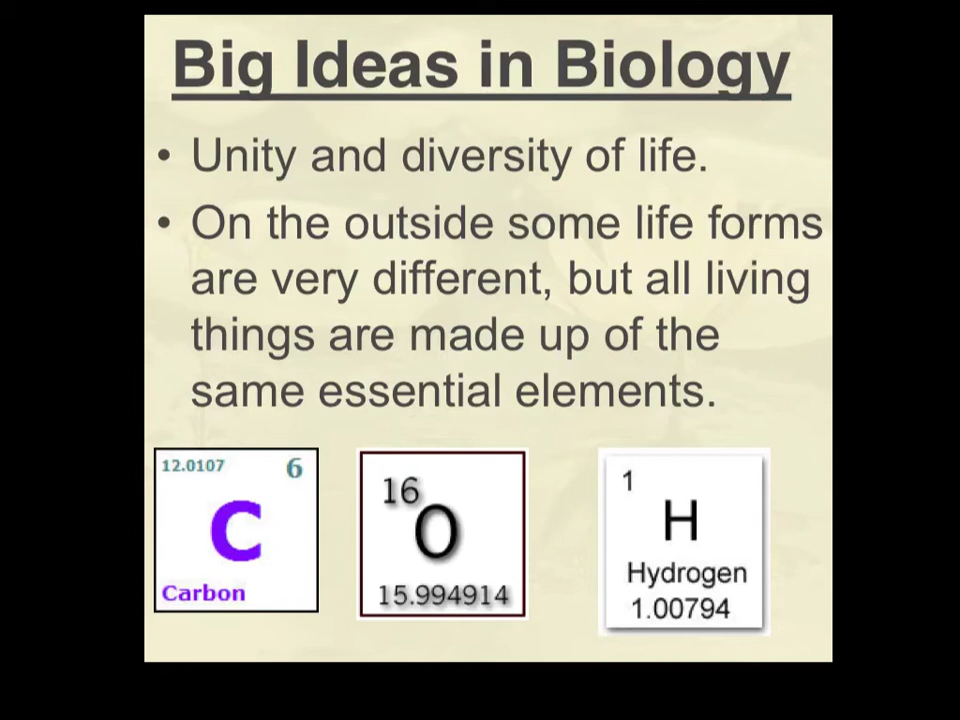 Big Ideas in Biology
• Unity and diversity of life.
• On the outside some life forms
are very different, but all living
things are made up of the
same essential elements.
12.0107 6
C
Carbon
16
O
15.994914
1
H
Hydrogen
1.00794